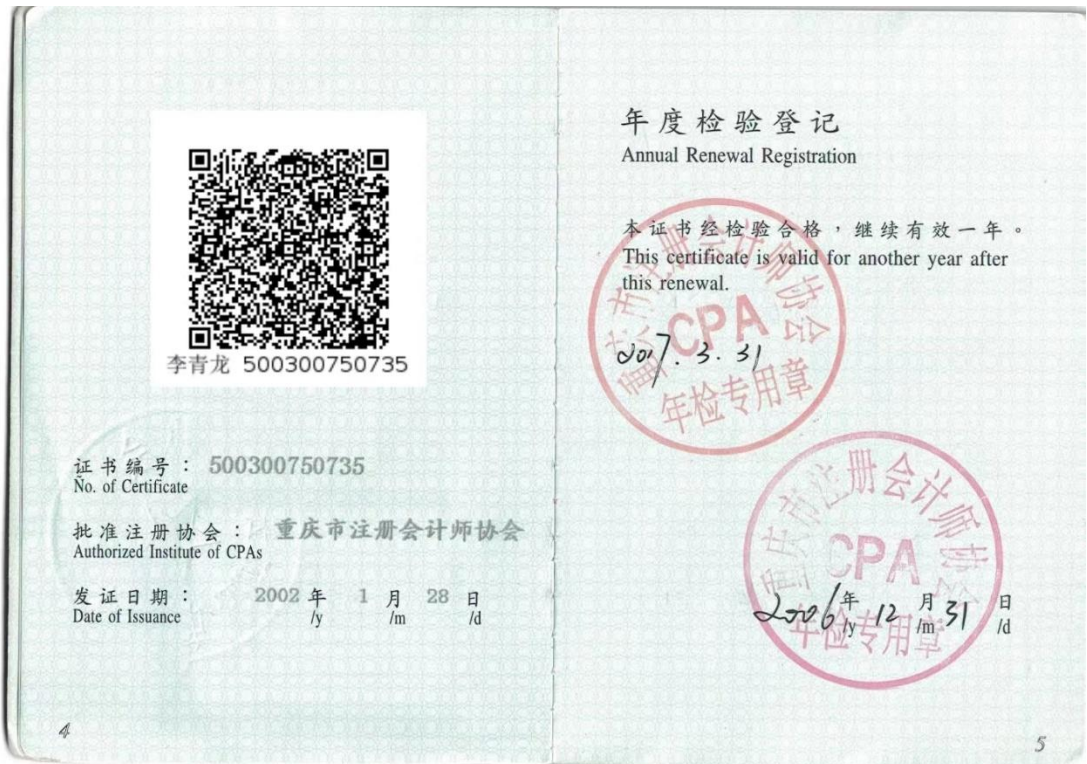 李青龙 500300750735
证书编号： 500300750735
No. of Certificate
批准注册协会： 重庆市注册会计师协会
Authorized Institute of CPAs
发证日期： 2002 年 1 月 28 日
Date of Issuance /y /m /d
4
年度检验登记
Annual Renewal Registration
本证书经检验合格，继续有效一年。
This certificate is valid for another year after
this renewal.
重庆市注册会计师协会
CPA
2017.3.31
年检专用章
重庆市注册会计师协会
CPA
2006 年 12 月 31 日
/y /m /d
年检专用章
5